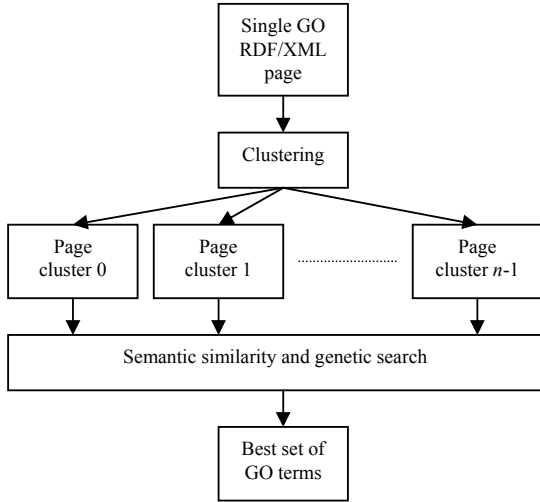 Single GO
RDF/XML
page
Clustering
Page
cluster 0
Page
cluster 1
Page
cluster n-1
Semantic similarity and genetic search
Best set of
GO terms